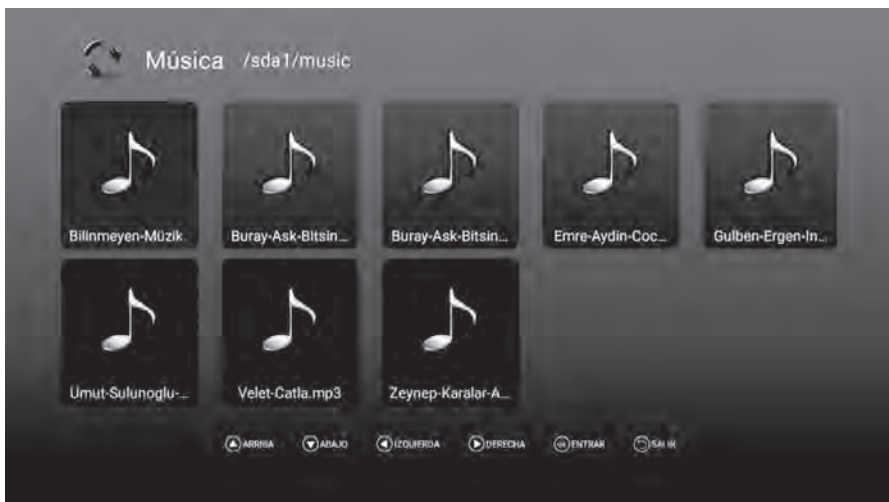 Música /sda1/music
Bilinmeyen-Müzik Buray-Ask-Bitsin... Buray-Ask-Bitsin... Emre-Aydin-Coc... Gulben-Ergen-In...
Umut-Sulunoglu-... Velet-Catla.mp3 Zeynep-Karalar-A...
ARRIBA ABAJO IZQUIERDA DERECHA OK ENTRAR SALIR